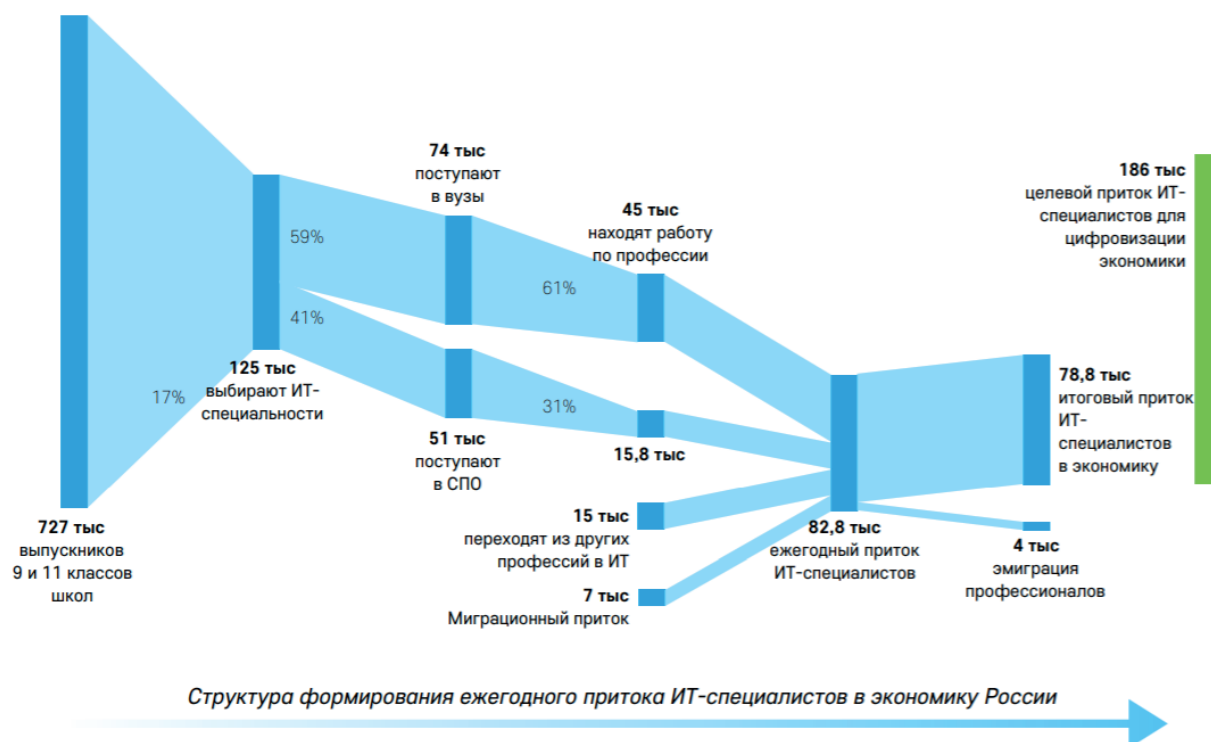 74 тыс
поступают
в вузы
186 тыс
целевой приток ИТ-
специалистов для
цифровизации
экономики
45 тыс
находят работу
по профессии
59%
61%
41%
125 тыс
выбирают ИТ-
специальности
17%
31%
51 тыс
поступают
в СПО
15,8 тыс
78,8 тыс
итоговый приток
ИТ-
специалистов
в экономику
727 тыс
выпускников
9 и 11 классов
школ
15 тыс
переходят из других
профессий в ИТ
7 тыс
Миграционный приток
82,8 тыс
ежегодный приток
ИТ-специалистов
4 тыс
эмиграция
профессионалов
Структура формирования ежегодного притока ИТ-специалистов в экономику России